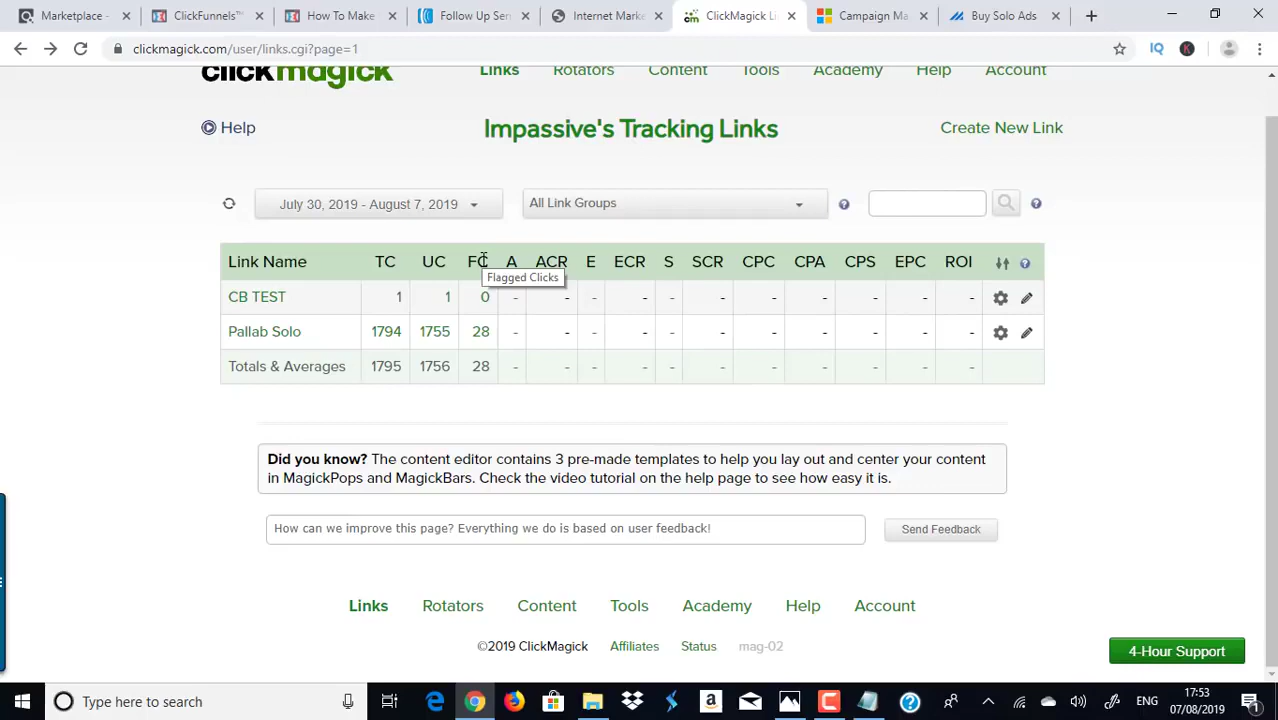 Marketplace -
ClickFunnels™
How To Make
Follow Up Ser
Internet Marke
ClickMagick Li
Campaign Ma
Buy Solo Ads
clickmagick.com/user/links.cgi?page=1
clickmagick
Links Rotators Content Tools Academy Help Account
Help
Impassive's Tracking Links
Create New Link
July 30, 2019 - August 7, 2019
All Link Groups
Link Name TC UC FC A ACR E ECR S SCR CPC CPA CPS EPC ROI
Flagged Clicks
CB TEST 1 1 0 - - - - - - - - - - -
Pallab Solo 1794 1755 28 - - - - - - - - - - -
Totals & Averages 1795 1756 28 - - - - - - - - - - -
Did you know? The content editor contains 3 pre-made templates to help you lay out and center your content
in MagickPops and MagickBars. Check the video tutorial on the help page to see how easy it is.
How can we improve this page? Everything we do is based on user feedback!
Send Feedback
Links Rotators Content Tools Academy Help Account
©2019 ClickMagick Affiliates Status mag-02
4-Hour Support
Type here to search
ENG
17:53
07/08/2019